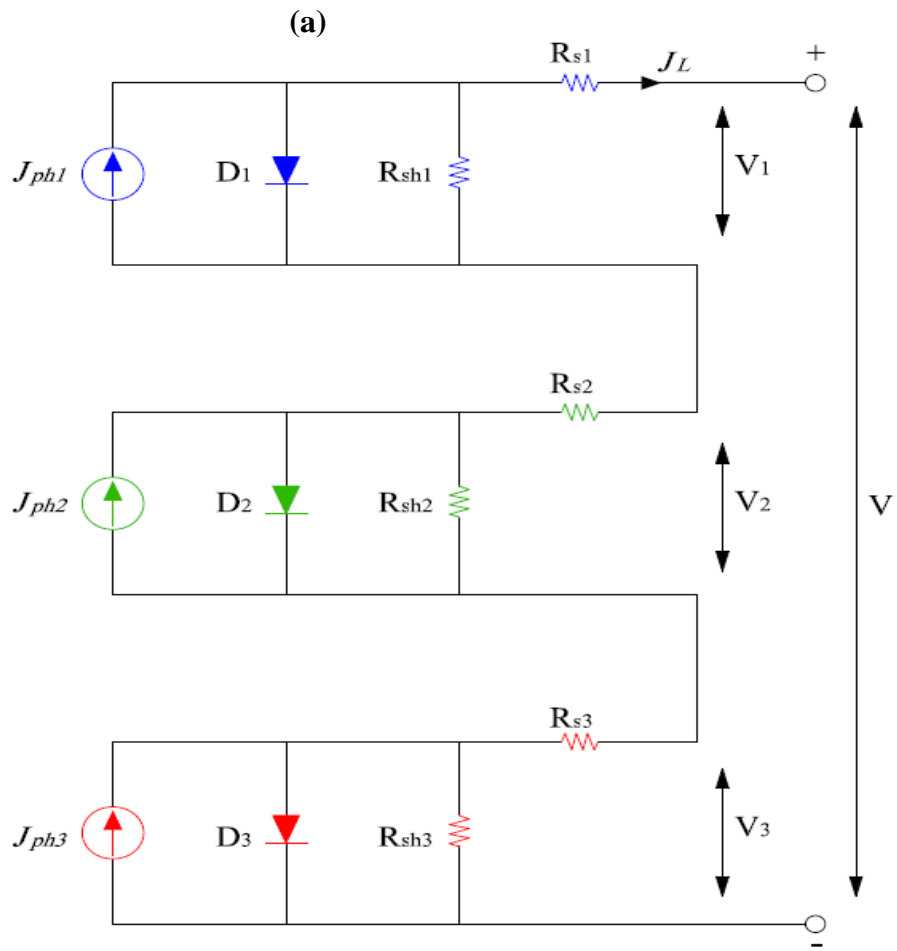 (a)
Rs1
JL
+
Jph1
D1
Rsh1
V1
Rs2
Jph2
D2
Rsh2
V2
V
Rs3
Jph3
D3
Rsh3
V3
-